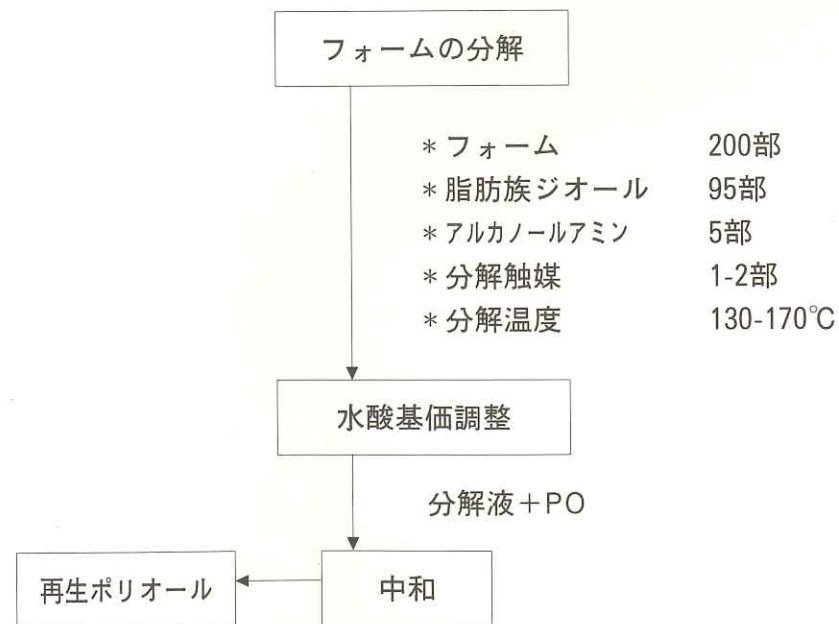 フォームの分解
*フォーム 200部
*脂肪族ジオール 95部
*アルカノールアミン 5部
*分解触媒 1-2部
*分解温度 130-170℃
水酸基価調整
分解液+PO
再生ポリオール
中和